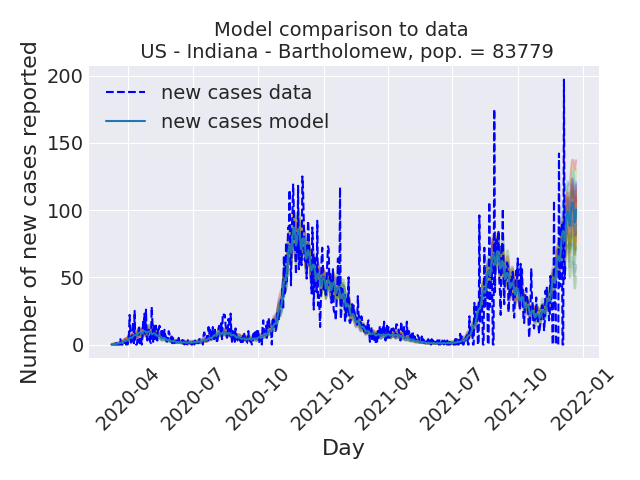 Model comparison to data
US - Indiana - Bartholomew, pop. = 83779
Number of new cases reported
200
150
100
50
0
new cases data
new cases model
2020-04
2020-07
2020-10
2021-01
2021-04
2021-07
2021-10
2022-01
Day